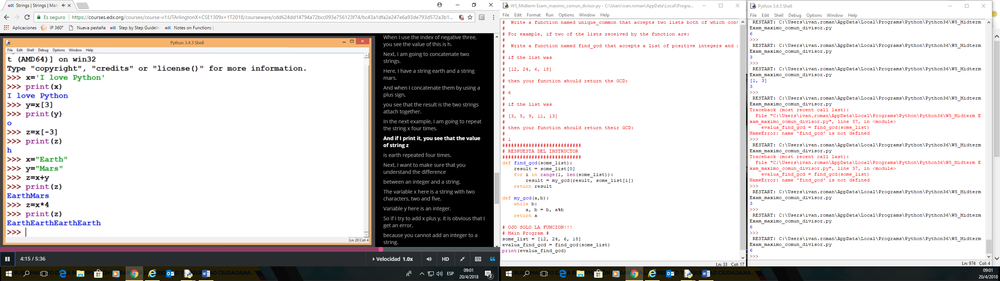 edX Strings | Strings | Mate
Es seguro
https://courses.edx.org/courses/course-v1:UTArlingtonX+CSE1309x+1T2018/courseware/cdd624dd14794a72bcc093e756123f74/bc43a1dfa2e247e6a93de793d572a3b1...
Aplicaciones IP 360° Nueva pestaña edX Step by Step Guidelin edX Notes on Functions |
Python 3.4.3 Shell
File Edit Shell Debug Options Window Help
t (AMD64)] on win32
Type "copyright", "credits" or "license()" for more information.
>>> x='I love Python'
>>> print(x)
I love Python
>>> y=x[3]
>>> print(y)
o
>>> z=x[-3]
>>> print(z)
h
>>> x="Earth"
>>> y="Mars"
>>> z=x+y
>>> print(z)
EarthMars
>>> z=x*4
>>> print(z)
EarthEarthEarthEarth
>>>
Ln: 20 Col: 4
When I use the index of negative three,
you see the value of this is h.
Next, I am going to concatenate two
strings.
Here, I have a string earth and a string
mars.
And when I concatenate them by using a
plus sign,
you see that the result is the two strings
attach together.
In the next example, I am going to repeat
the string x four times.
And if I print it, you see that the value
of string z
is earth repeated four times.
Next, I want to make sure that you
understand the difference
between an integer and a string.
The variable x here is a string with two
characters, two and five.
Variable y here is an integer.
So if I try to add x plus y, it is obvious that I
get an error,
because you cannot add an integer to a
string.
4:15 / 5:36
Velocidad 1.0x
HD
ESP
09:01
20/4/2018
2
W5_Midterm Exam_maximo_comun_divisor.py - C:\Users\ivan.roman\AppData\Local\Progra...
File Edit Format Run Options Window Help
# Write a function named unique_common that accepts two lists both of which cont
#
# For example, if two of the lists received by the function are:
#
# Write a function named find_gcd that accepts a list of positive integers and
#
# if the list was
#
# [12, 24, 6, 18]
#
# then your function should return the GCD:
#
# 6
#
# if the list was
#
# [3, 5, 9, 11, 13]
#
# then your function should return their GCD:
#
# 1
###########################
# RESPUESTA DEL INSTRUCTOR
###########################
def find_gcd(some_list):
    result = some_list[0]
    for i in range(1, len(some_list)):
        result = my_gcd(result, some_list[i])
    return result
def my_gcd(a,b):
    while b:
        a, b = b, a%b
    return a
# OJO SOLO LA FUNCION!!!
# Main Program #
some_list = [12, 24, 6, 18]
evalua_find_gcd = find_gcd(some_list)
print(evalua_find_gcd)
Ln: 33 Col: 17
Python 3.6.5 Shell
File Edit Shell Debug Options Window Help
RESTART: C:\Users\ivan.roman\AppData\Local\Programs\Python\Python36\W5_Midterm
Exam_maximo_comun_divisor.py
6
>>>
RESTART: C:\Users\ivan.roman\AppData\Local\Programs\Python\Python36\W5_Midterm
Exam_maximo_comun_divisor.py
3
>>>
RESTART: C:\Users\ivan.roman\AppData\Local\Programs\Python\Python36\W5_Midterm
Exam_maximo_comun_divisor.py
[1, 3]
3
>>>
RESTART: C:\Users\ivan.roman\AppData\Local\Programs\Python\Python36\W5_Midterm
Exam_maximo_comun_divisor.py
Traceback (most recent call last):
  File "C:\Users\ivan.roman\AppData\Local\Programs\Python\Python36\W5_Midterm E
xam_maximo_comun_divisor.py", line 37, in <module>
    evalua_find_gcd = find_gcd(some_list)
NameError: name 'find_gcd' is not defined
>>>
RESTART: C:\Users\ivan.roman\AppData\Local\Programs\Python\Python36\W5_Midterm
Exam_maximo_comun_divisor.py
Traceback (most recent call last):
  File "C:\Users\ivan.roman\AppData\Local\Programs\Python\Python36\W5_Midterm E
xam_maximo_comun_divisor.py", line 37, in <module>
    evalua_find_gcd = find_gcd(some_list)
NameError: name 'find_gcd' is not defined
>>>
RESTART: C:\Users\ivan.roman\AppData\Local\Programs\Python\Python36\W5_Midterm
Exam_maximo_comun_divisor.py
3
>>>
RESTART: C:\Users\ivan.roman\AppData\Local\Programs\Python\Python36\W5_Midterm
Exam_maximo_comun_divisor.py
6
>>>
RESTART: C:\Users\ivan.roman\AppData\Local\Programs\Python\Python36\W5_Midterm
Exam_maximo_comun_divisor.py
6
>>>
Ln: 974 Col: 4
09:01
20/4/2018